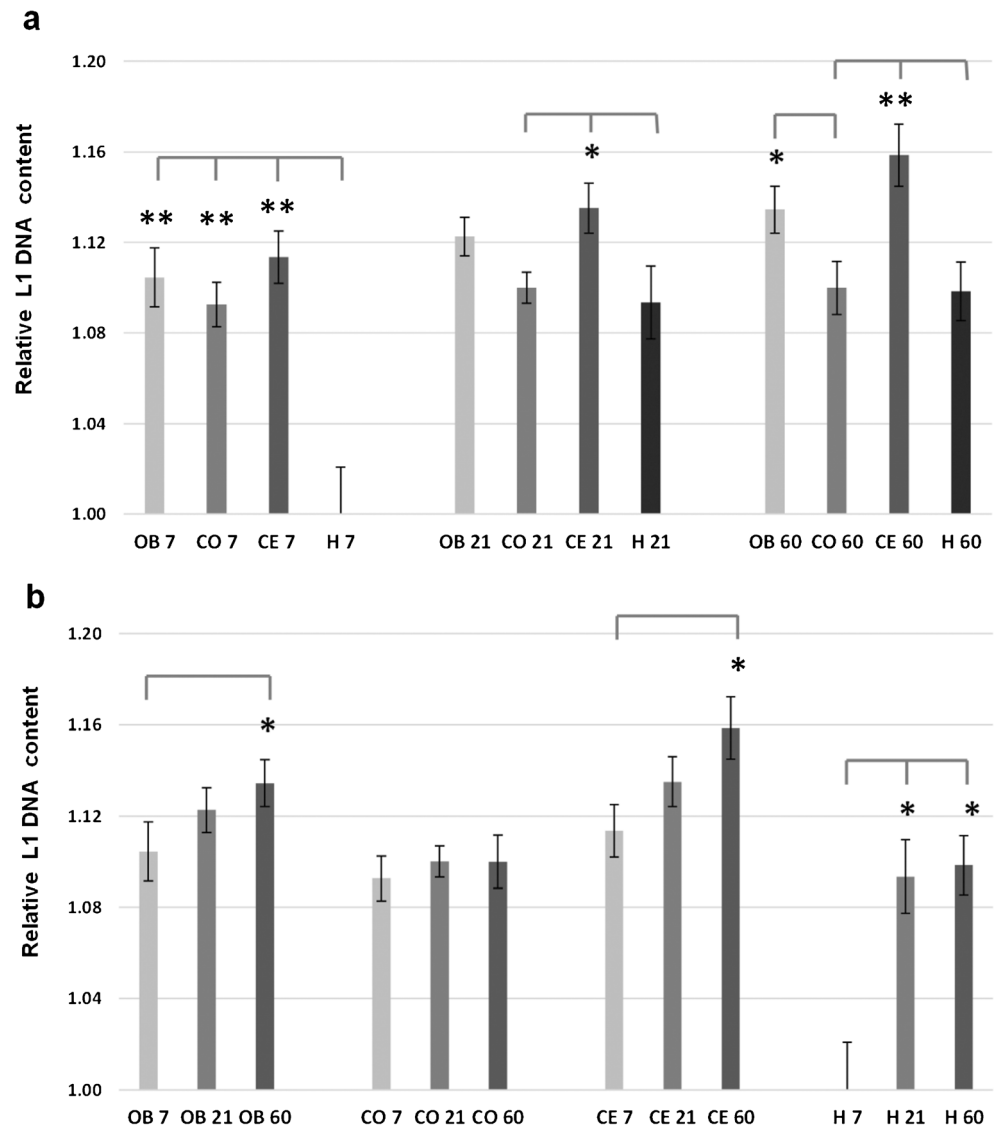 a
1.20
1.16
1.12
1.08
1.04
1.00
Relative L1 DNA content
** ** **
*
* **
OB 7 CO 7 CE 7 H 7 OB 21 CO 21 CE 21 H 21 OB 60 CO 60 CE 60 H 60
b
1.20
1.16
1.12
1.08
1.04
1.00
Relative L1 DNA content
*
*
* *
OB 7 OB 21 OB 60 CO 7 CO 21 CO 60 CE 7 CE 21 CE 60 H 7 H 21 H 60